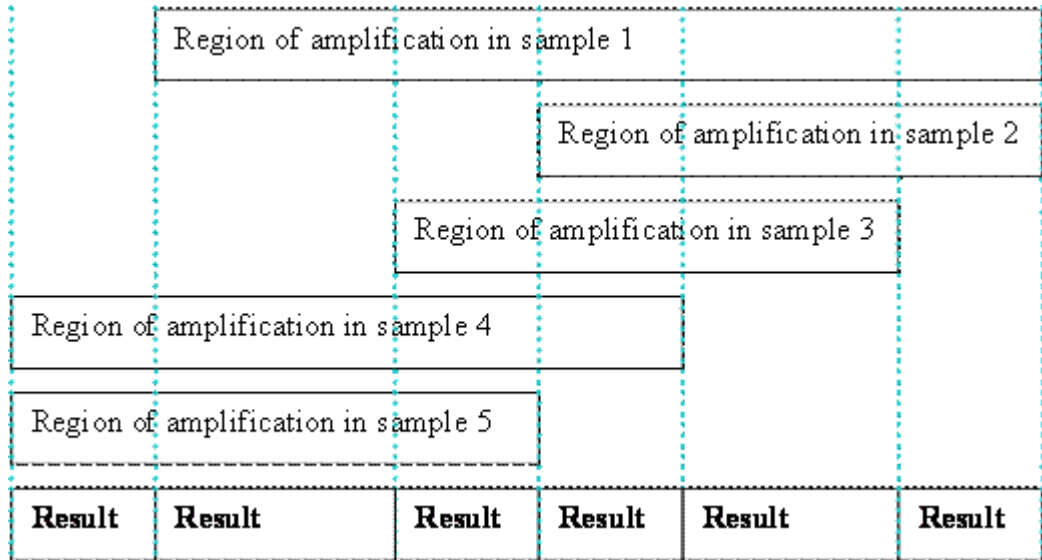 Region of amplification in sample 1
Region of amplification in sample 2
Region of amplification in sample 3
Region of amplification in sample 4
Region of amplification in sample 5
Result Result Result Result Result Result